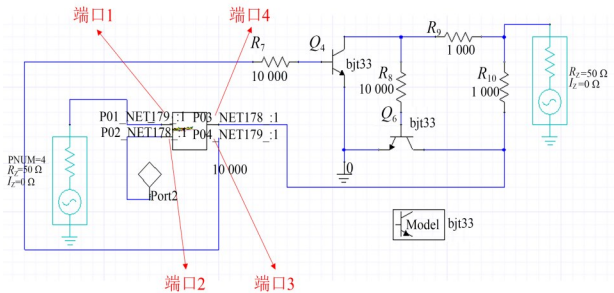 端口1
端口4
R7
10 000
Q4
bjt33
R9
1 000
R8
10 000
R10
1 000
RZ=50 Ω
IZ=0 Ω
Q6
bjt33
P01_NET179_:1
P02_NET178_:1
P03_NET178_:1
P04_NET179_:1
PNUM=4
RZ=50 Ω
IZ=0 Ω
Port2
10 000
0
Model
bjt33
端口2
端口3